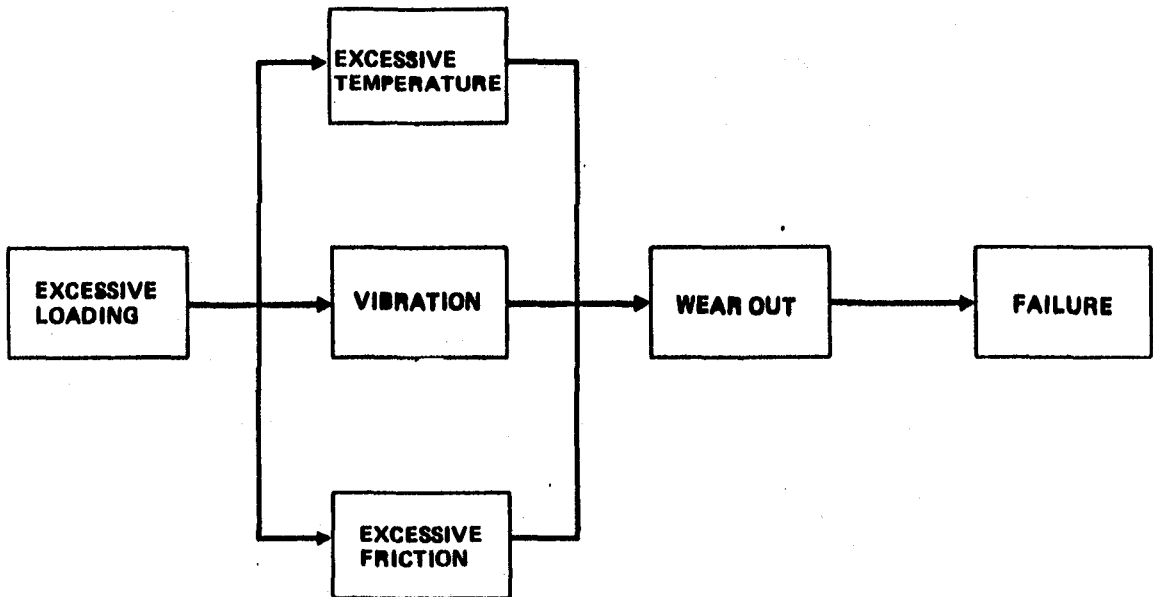 EXCESSIVE
TEMPERATURE
EXCESSIVE
LOADING
VIBRATION
WEAR OUT
FAILURE
EXCESSIVE
FRICTION